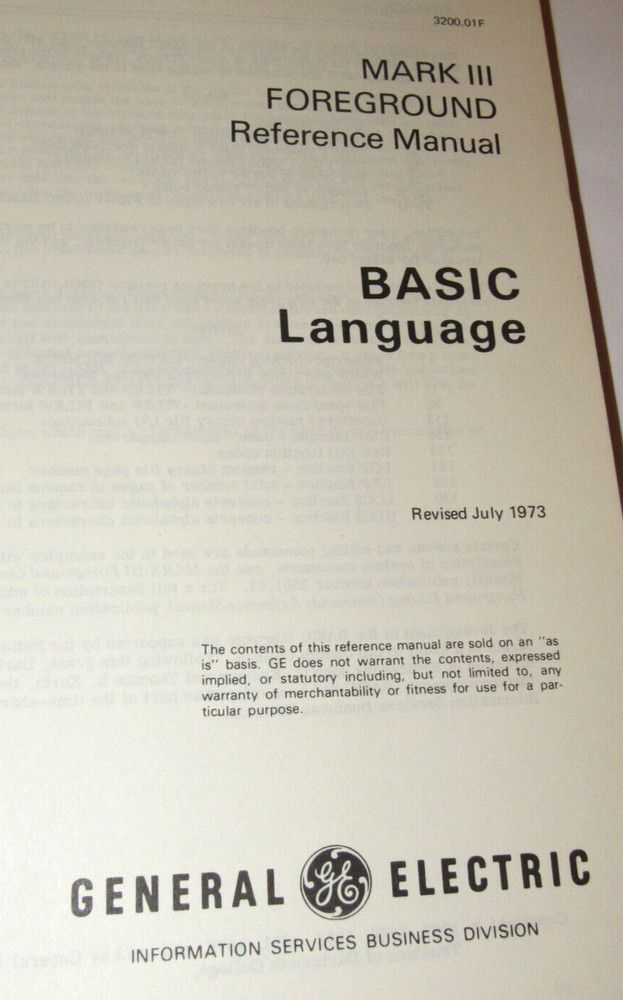 3200.01F
MARK III
FOREGROUND
Reference Manual
BASIC
Language
Revised July 1973
The contents of this reference manual are sold on an "as
is" basis. GE does not warrant the contents, expressed
implied, or statutory including, but not limited to, any
warranty of merchantability or fitness for use for a par-
ticular purpose.
GENERAL GE ELECTRIC
INFORMATION SERVICES BUSINESS DIVISION